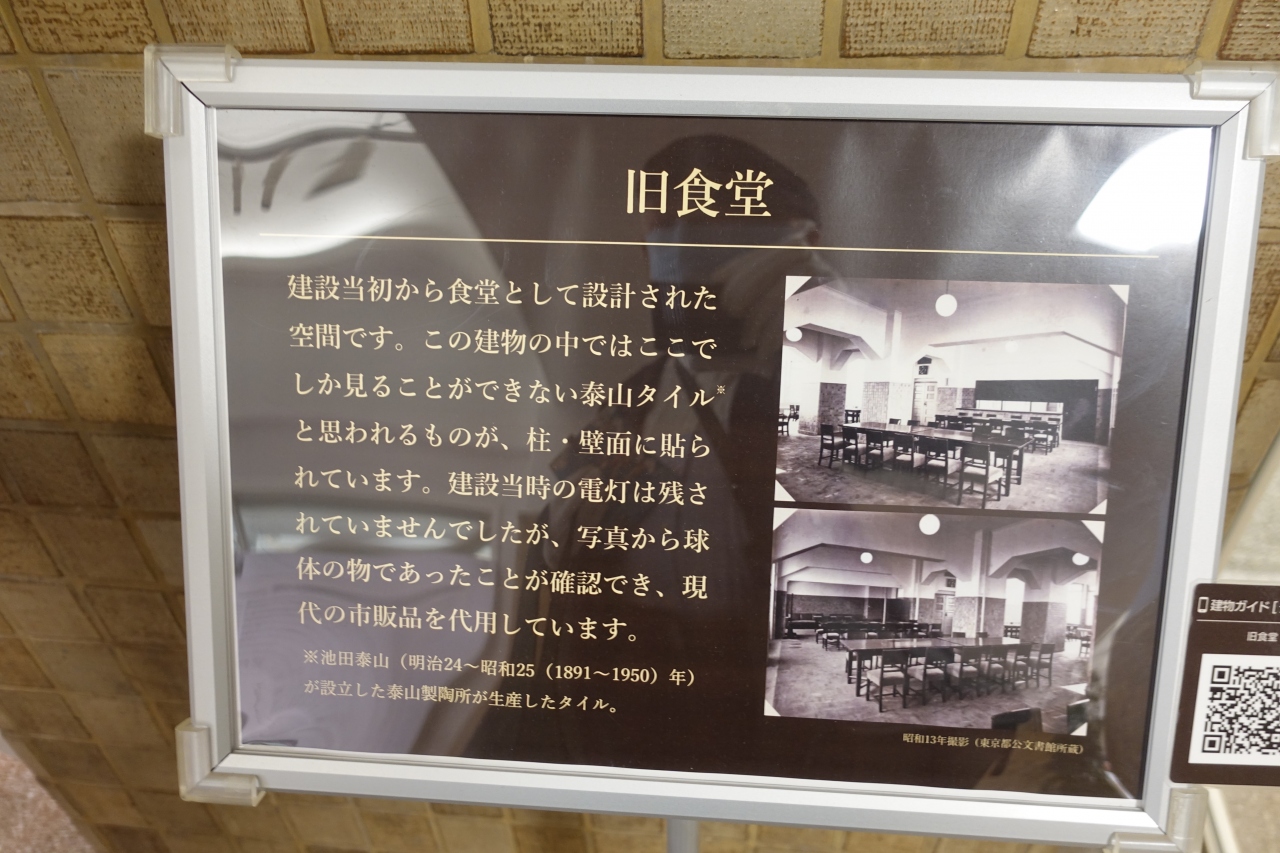 旧食堂
建設当初から食堂として設計された
空間です。この建物の中ではここで
しか見ることができない泰山タイル※
と思われるものが、柱・壁面に貼ら
れています。建設当時の電灯は残さ
れていませんでしたが、写真から球
体の物であったことが確認でき、現
代の市販品を代用しています。
※池田泰山（明治24～昭和25（1891～1950）年）
が設立した泰山製陶所が生産したタイル。
昭和13年撮影（東京都公文書館所蔵）
建物ガイド［
旧食堂